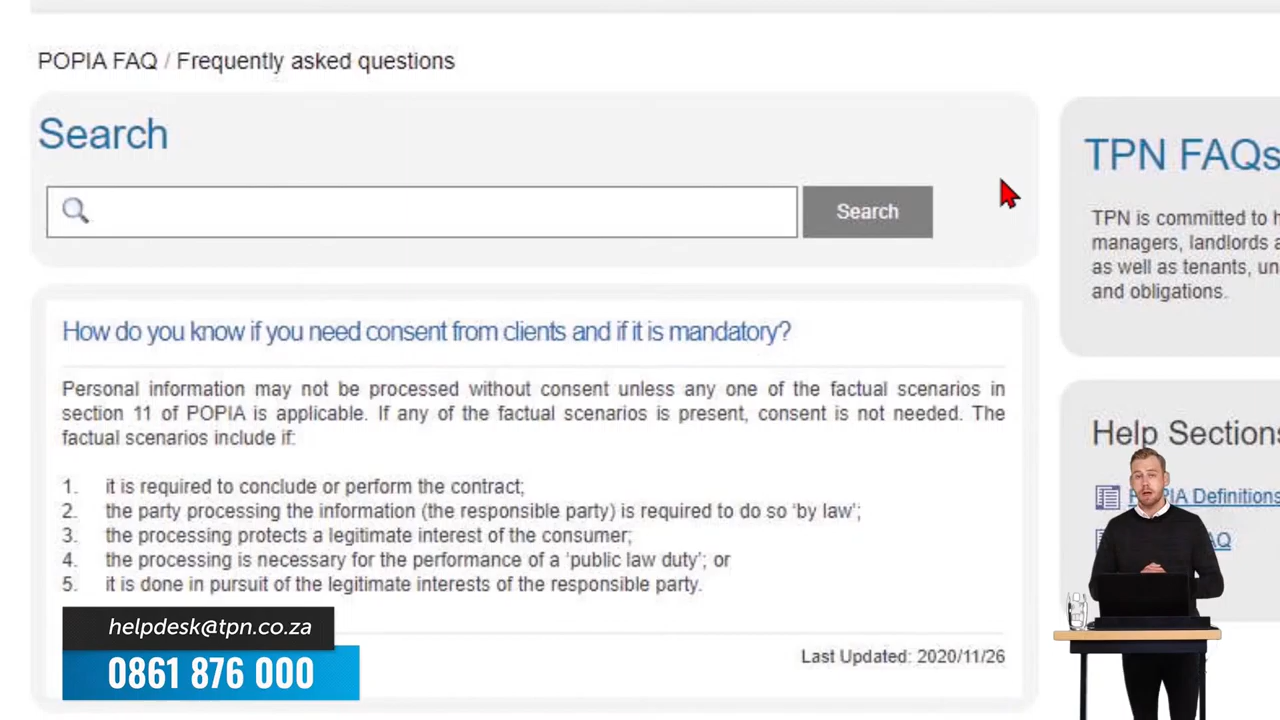 POPIA FAQ / Frequently asked questions
Search
Search
How do you know if you need consent from clients and if it is mandatory?
Personal information may not be processed without consent unless any one of the factual scenarios in
section 11 of POPIA is applicable. If any of the factual scenarios is present, consent is not needed. The
factual scenarios include if:
1. it is required to conclude or perform the contract;
2. the party processing the information (the responsible party) is required to do so 'by law';
3. the processing protects a legitimate interest of the consumer;
4. the processing is necessary for the performance of a 'public law duty'; or
5. it is done in pursuit of the legitimate interests of the responsible party.
Last Updated: 2020/11/26
helpdesk@tpn.co.za
0861 876 000
TPN FAQs
TPN is committed to
managers, landlords
as well as tenants,
and obligations.
Help Sections
Definitions